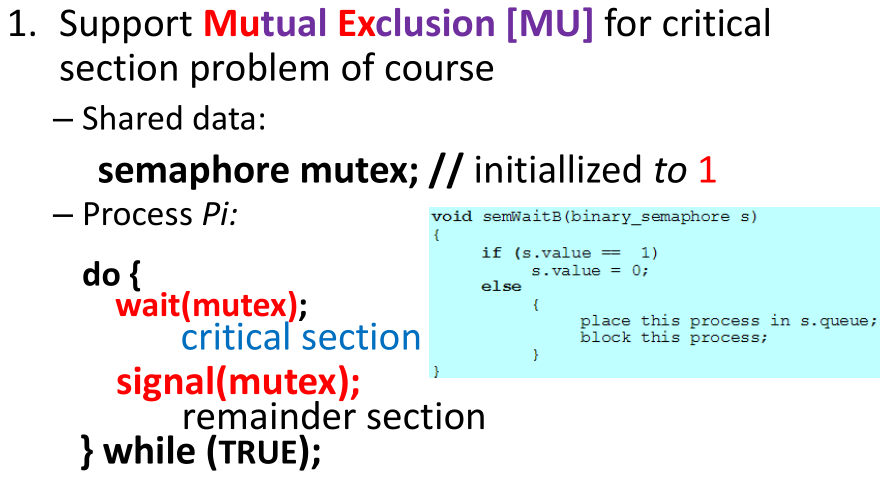 1. Support Mutual Exclusion [MU] for critical
section problem of course
– Shared data:
semaphore mutex; // initiallized to 1
– Process Pi:
do {
wait(mutex);
critical section
signal(mutex);
remainder section
} while (TRUE);
void semWaitB(binary_semaphore s)
{
if (s.value == 1)
s.value = 0;
else
{
place this process in s.queue;
block this process;
}
}